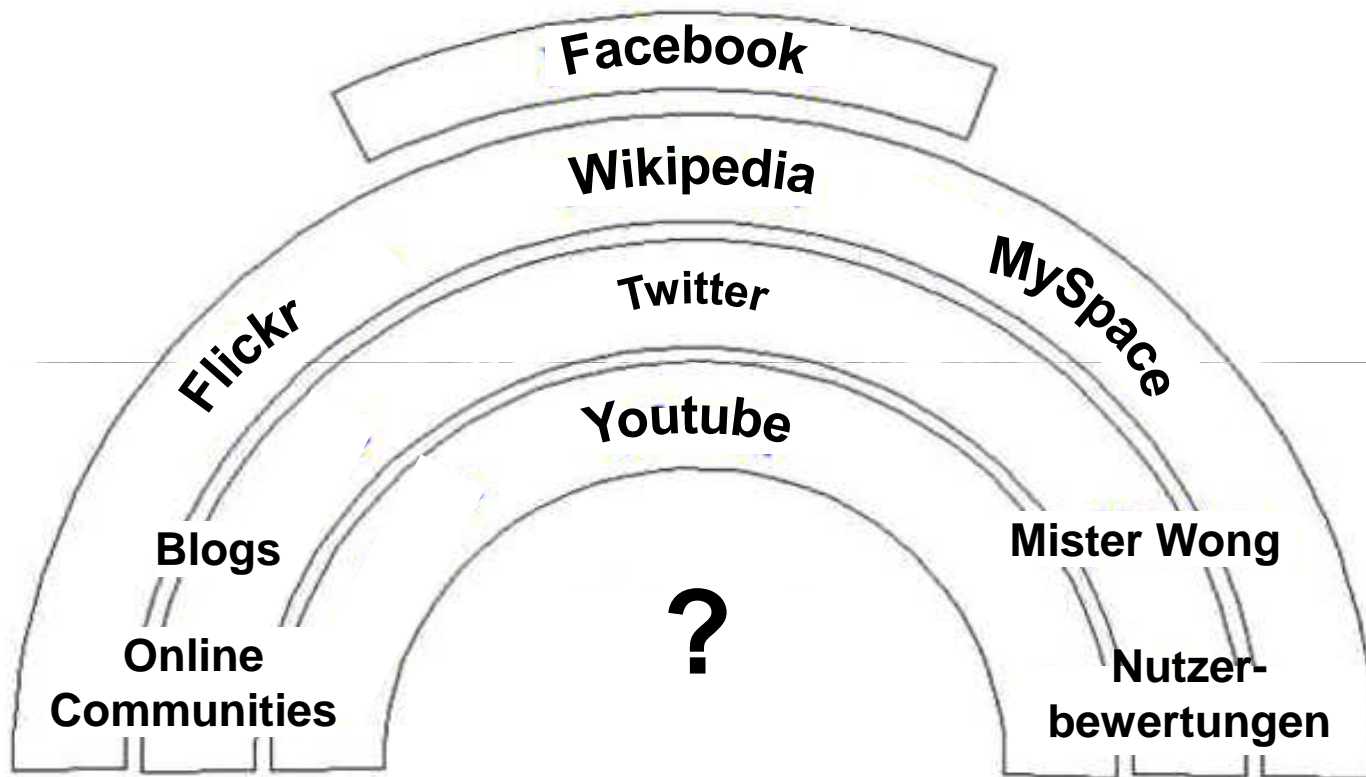 Facebook
Wikipedia
MySpace
Twitter
Flickr
Youtube
Mister Wong
Blogs
?
Online
Communities
Nutzer-
bewertungen